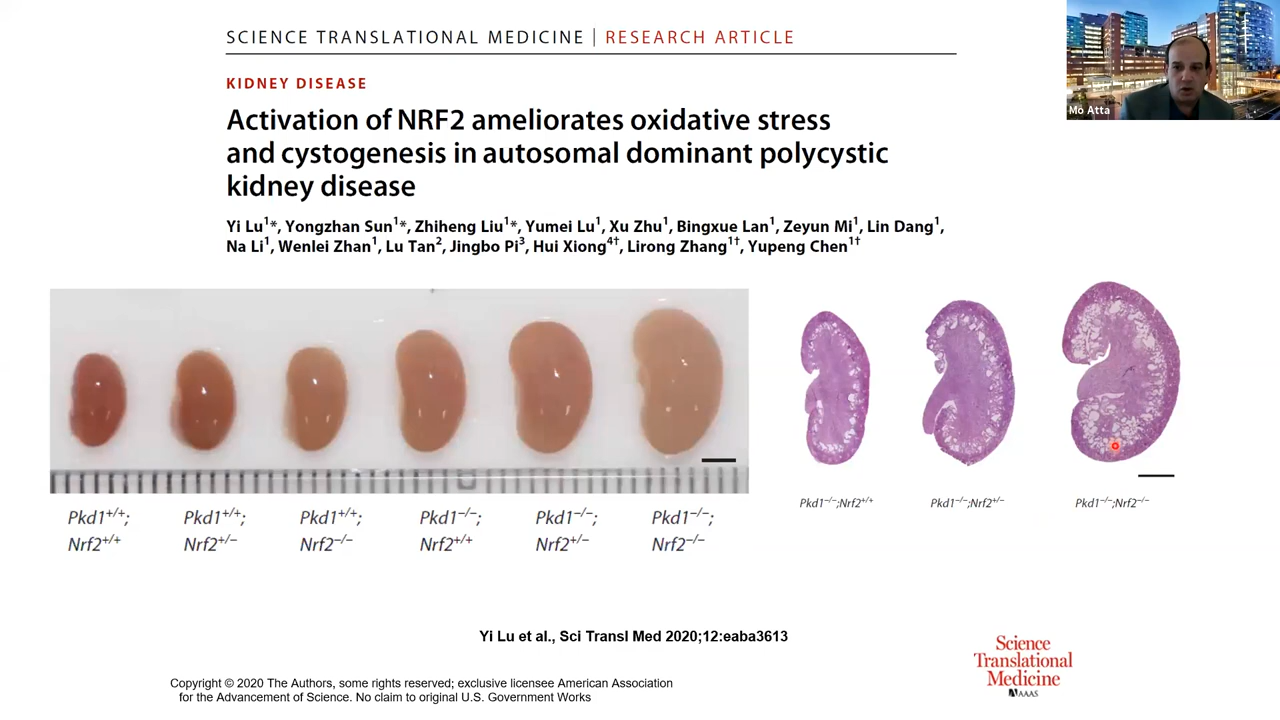 SCIENCE TRANSLATIONAL MEDICINE | RESEARCH ARTICLE
Mo Atta
KIDNEY DISEASE
Activation of NRF2 ameliorates oxidative stress
and cystogenesis in autosomal dominant polycystic
kidney disease
Yi Lu¹*, Yongzhan Sun¹*, Zhiheng Liu¹*, Yumei Lu¹, Xu Zhu¹, Bingxue Lan¹, Zeyun Mi¹, Lin Dang¹,
Na Li¹, Wenlei Zhan¹, Lu Tan², Jingbo Pi³, Hui Xiong⁴†, Lirong Zhang¹†, Yupeng Chen¹†
Pkd1⁺/⁺; Pkd1⁺/⁺; Pkd1⁺/⁺; Pkd1⁻/⁻; Pkd1⁻/⁻; Pkd1⁻/⁻;
Nrf2⁺/⁺ Nrf2⁺/⁻ Nrf2⁻/⁻ Nrf2⁺/⁺ Nrf2⁺/⁻ Nrf2⁻/⁻
Pkd1⁻/⁻;Nrf2⁺/⁺ Pkd1⁻/⁻;Nrf2⁺/⁻ Pkd1⁻/⁻;Nrf2⁻/⁻
Yi Lu et al., Sci Transl Med 2020;12:eaba3613
Science
Translational
Medicine
AAAS
Copyright © 2020 The Authors, some rights reserved; exclusive licensee American Association
for the Advancement of Science. No claim to original U.S. Government Works